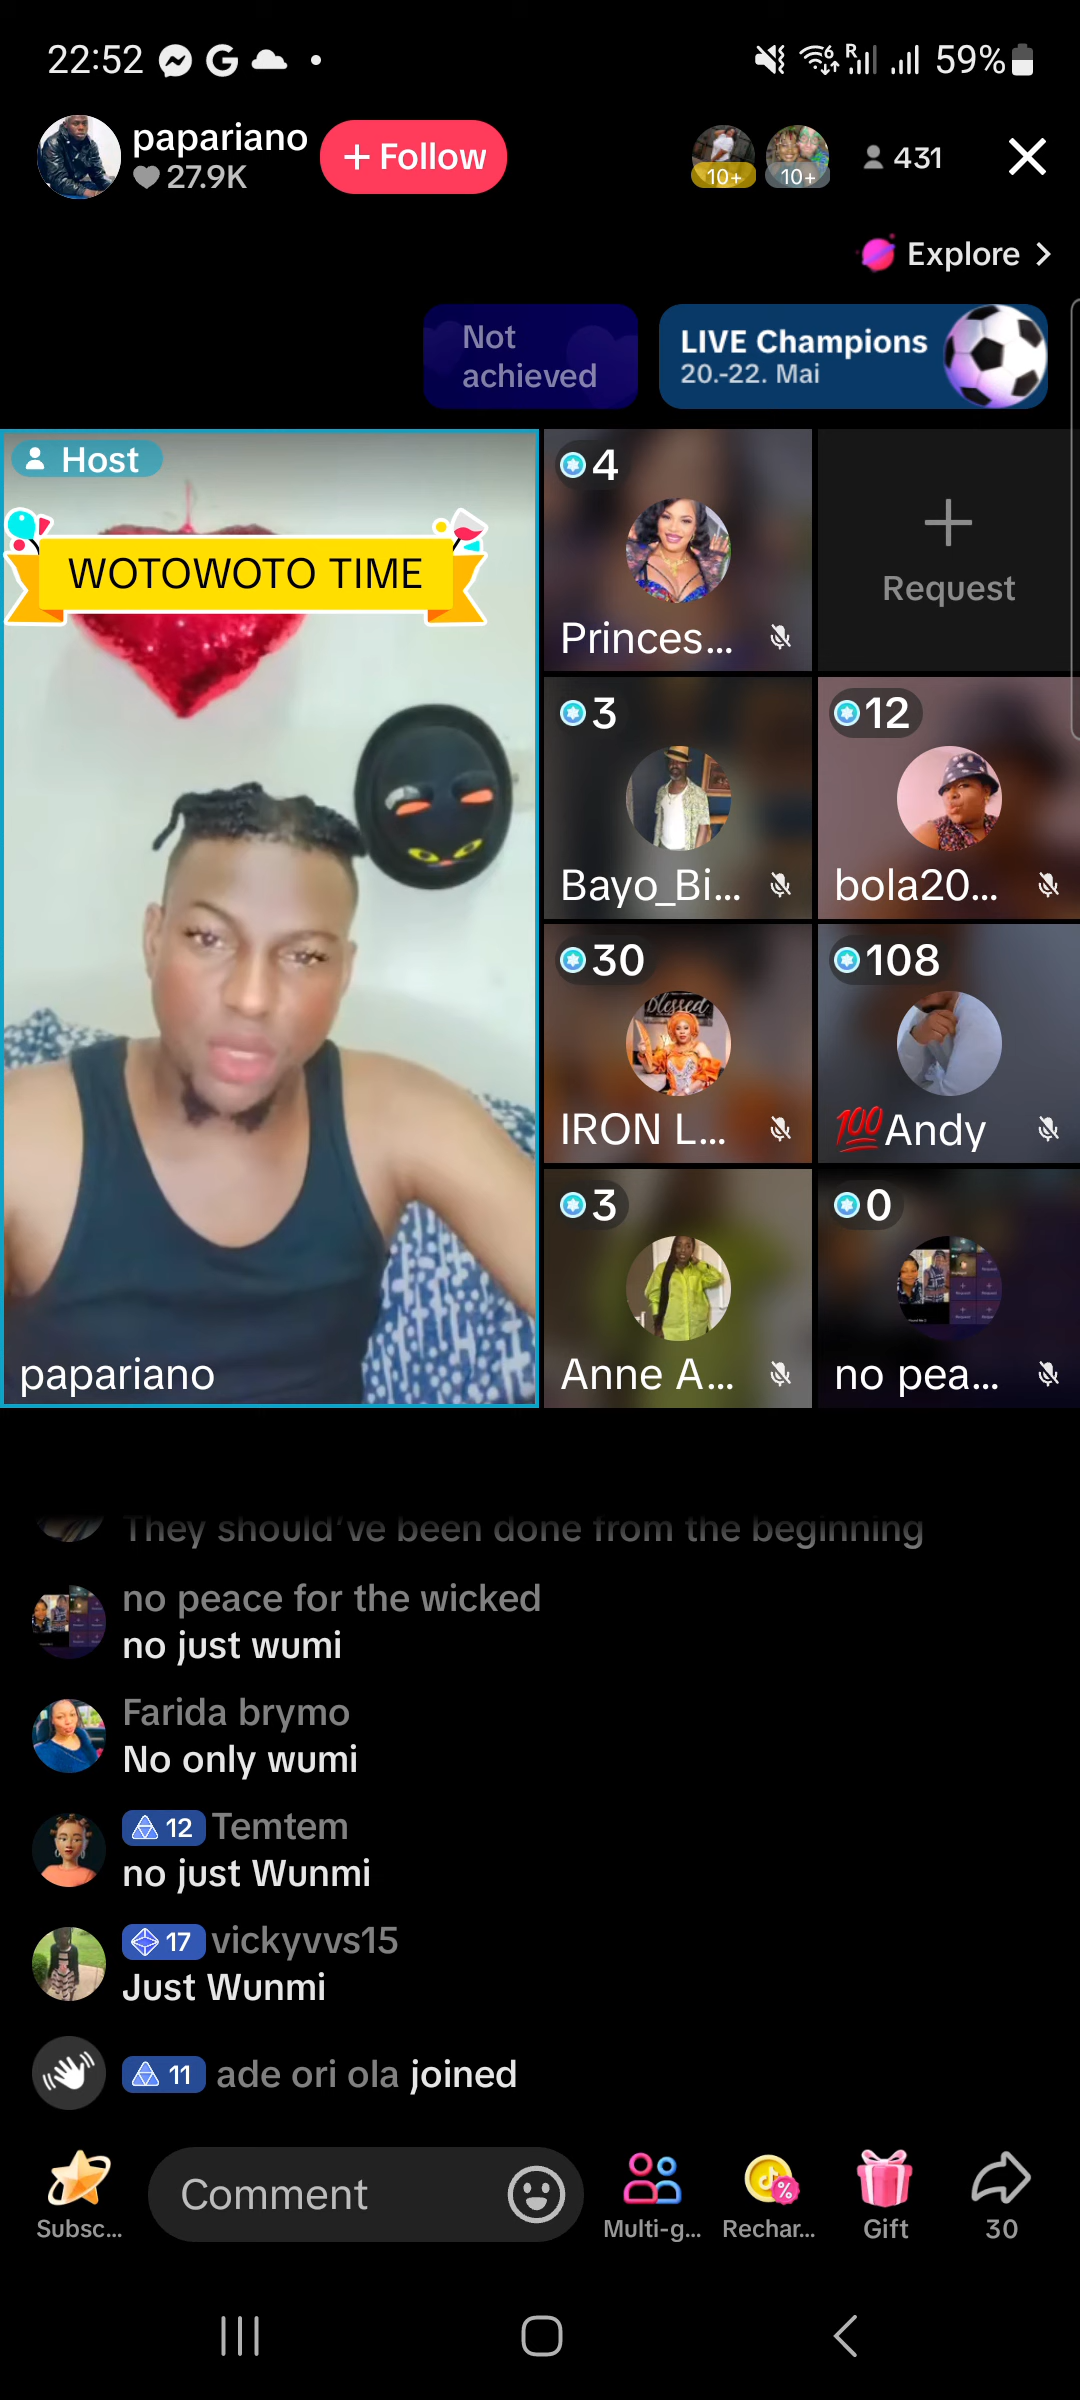 22:52
R
59%
papariano
27.9K
+ Follow
10+
10+
431
Explore
Not
achieved
LIVE Champions
20.-22. Mai
Host
WOTOWOTO TIME
papariano
4
Princes...
Request
3
Bayo_Bi...
12
bola20...
30
Blessed
IRON L...
108
💯Andy
3
Anne A...
0
no pea...
They should've been done from the beginning
no peace for the wicked
no just wumi
Farida brymo
No only wumi
12 Temtem
no just Wunmi
17 vickyvvs15
Just Wunmi
11 ade ori ola joined
Comment
Subsc...
Multi-g...
Rechar...
Gift
30